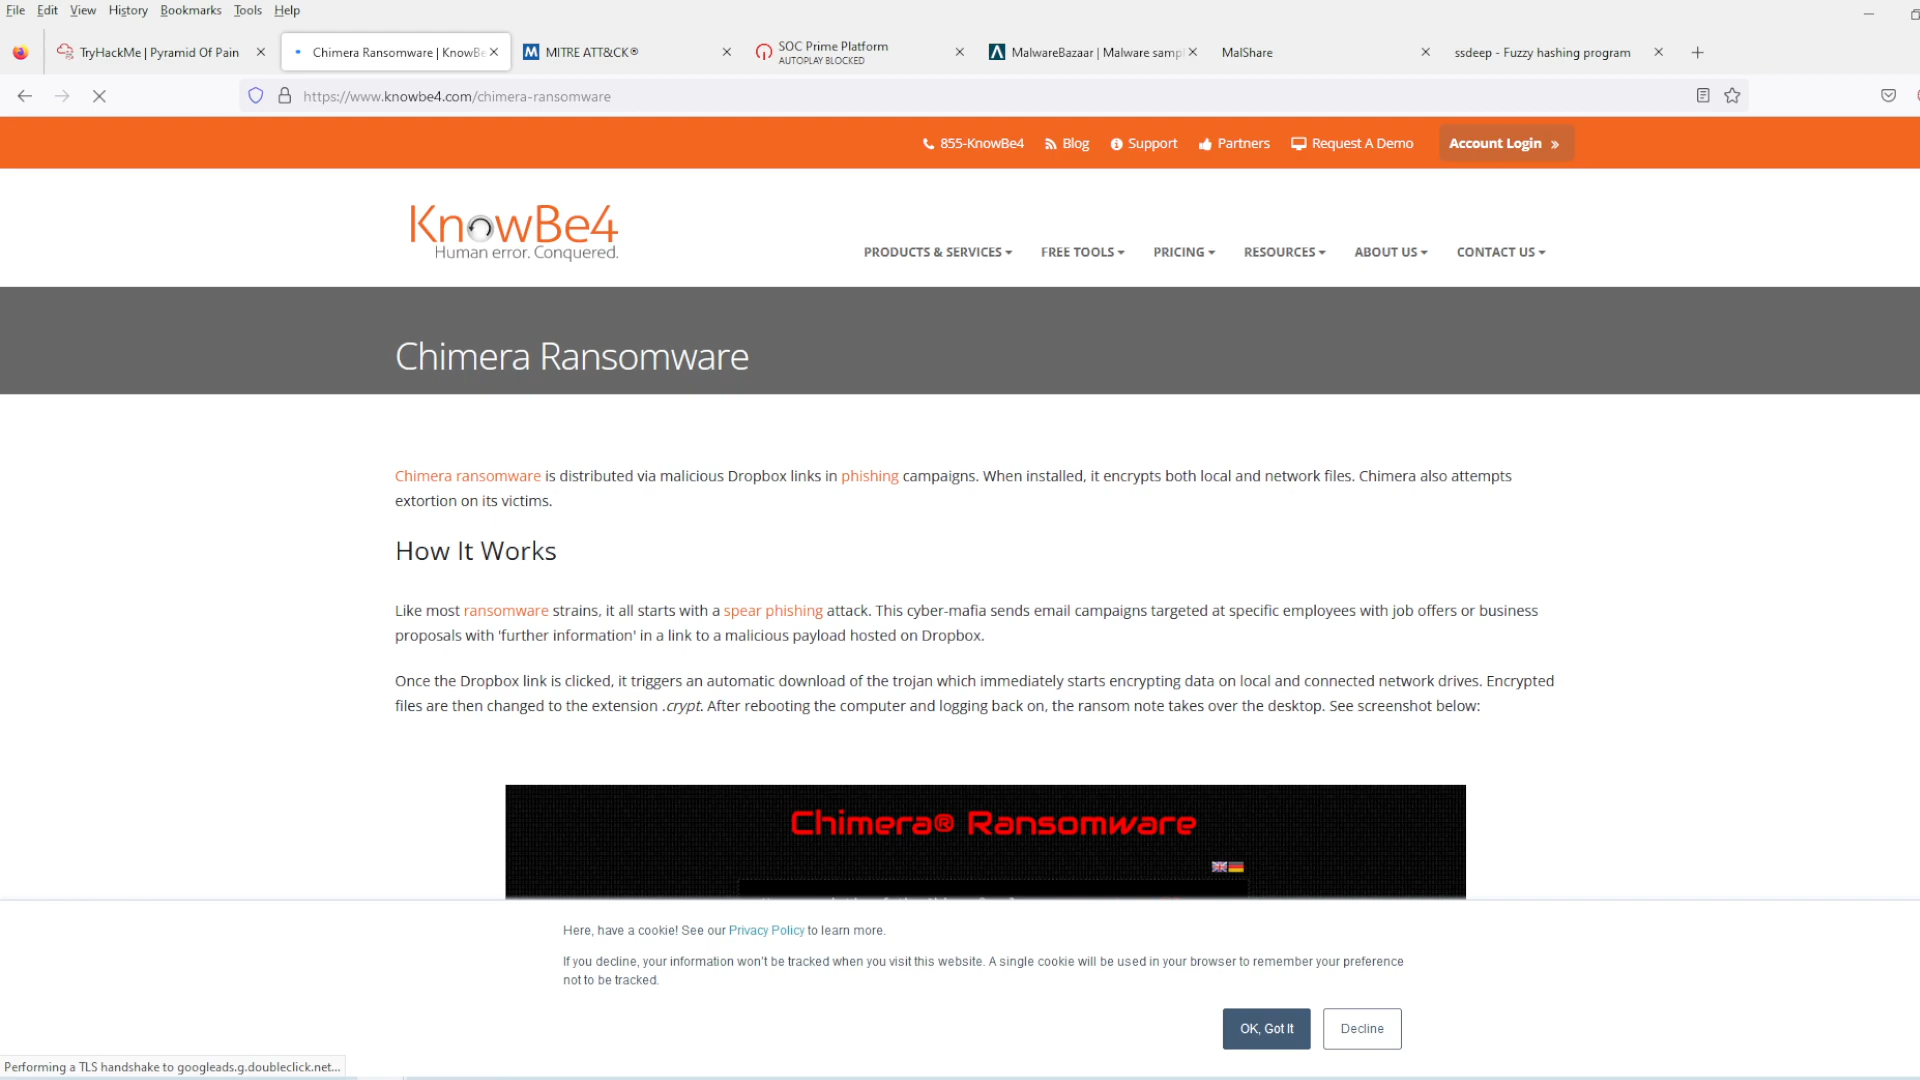 File Edit View History Bookmarks Tools Help
TryHackMe | Pyramid Of Pain
Chimera Ransomware | KnowBe
MITRE ATT&CK®
SOC Prime Platform
AUTOPLAY BLOCKED
MalwareBazaar | Malware sampl
MalShare
ssdeep - Fuzzy hashing program
https://www.knowbe4.com/chimera-ransomware
855-KnowBe4 Blog Support Partners Request A Demo Account Login »
KnowBe4
Human error. Conquered.
PRODUCTS & SERVICES FREE TOOLS PRICING RESOURCES ABOUT US CONTACT US
Chimera Ransomware
Chimera ransomware is distributed via malicious Dropbox links in phishing campaigns. When installed, it encrypts both local and network files. Chimera also attempts
extortion on its victims.
How It Works
Like most ransomware strains, it all starts with a spear phishing attack. This cyber-mafia sends email campaigns targeted at specific employees with job offers or business
proposals with 'further information' in a link to a malicious payload hosted on Dropbox.
Once the Dropbox link is clicked, it triggers an automatic download of the trojan which immediately starts encrypting data on local and connected network drives. Encrypted
files are then changed to the extension .crypt. After rebooting the computer and logging back on, the ransom note takes over the desktop. See screenshot below:
Chimera® Ransomware
Here, have a cookie! See our Privacy Policy to learn more.
If you decline, your information won't be tracked when you visit this website. A single cookie will be used in your browser to remember your preference
not to be tracked.
OK, Got It Decline
Performing a TLS handshake to googleads.g.doubleclick.net...